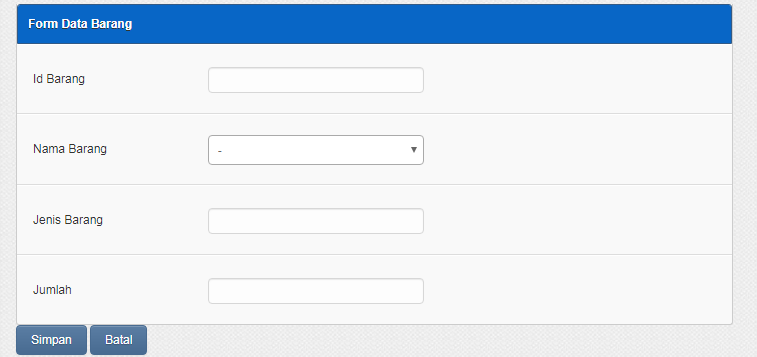 Form Data Barang
Id Barang
Nama Barang
-
Jenis Barang
Jumlah
Simpan Batal